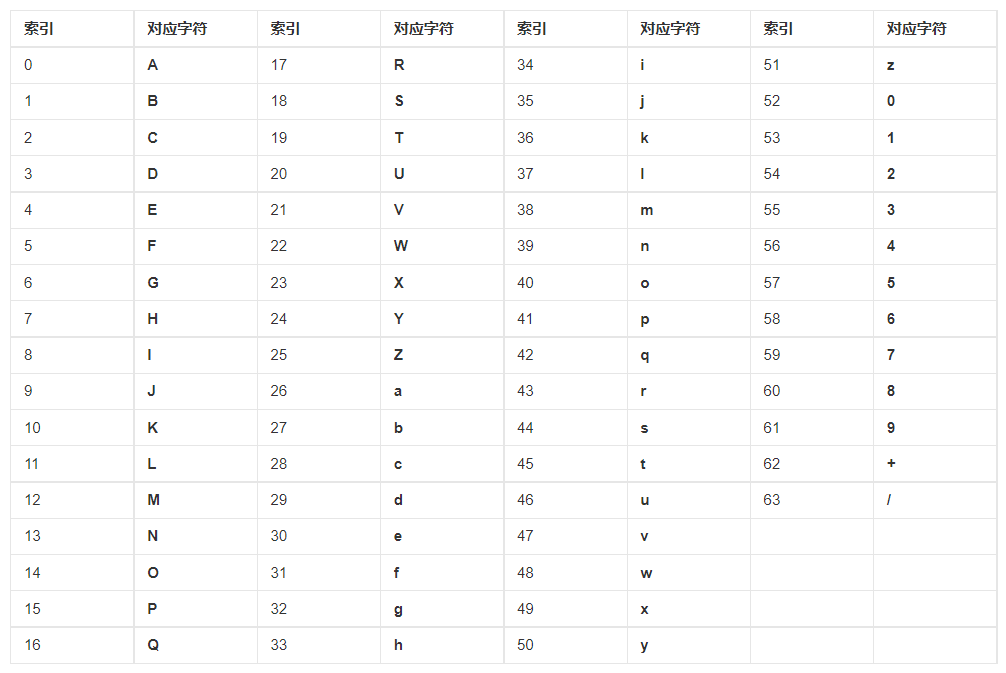 索引 对应字符 索引 对应字符 索引 对应字符 索引 对应字符
0 A 17 R 34 i 51 z
1 B 18 S 35 j 52 0
2 C 19 T 36 k 53 1
3 D 20 U 37 l 54 2
4 E 21 V 38 m 55 3
5 F 22 W 39 n 56 4
6 G 23 X 40 o 57 5
7 H 24 Y 41 p 58 6
8 I 25 Z 42 q 59 7
9 J 26 a 43 r 60 8
10 K 27 b 44 s 61 9
11 L 28 c 45 t 62 +
12 M 29 d 46 u 63 /
13 N 30 e 47 v
14 O 31 f 48 w
15 P 32 g 49 x
16 Q 33 h 50 y